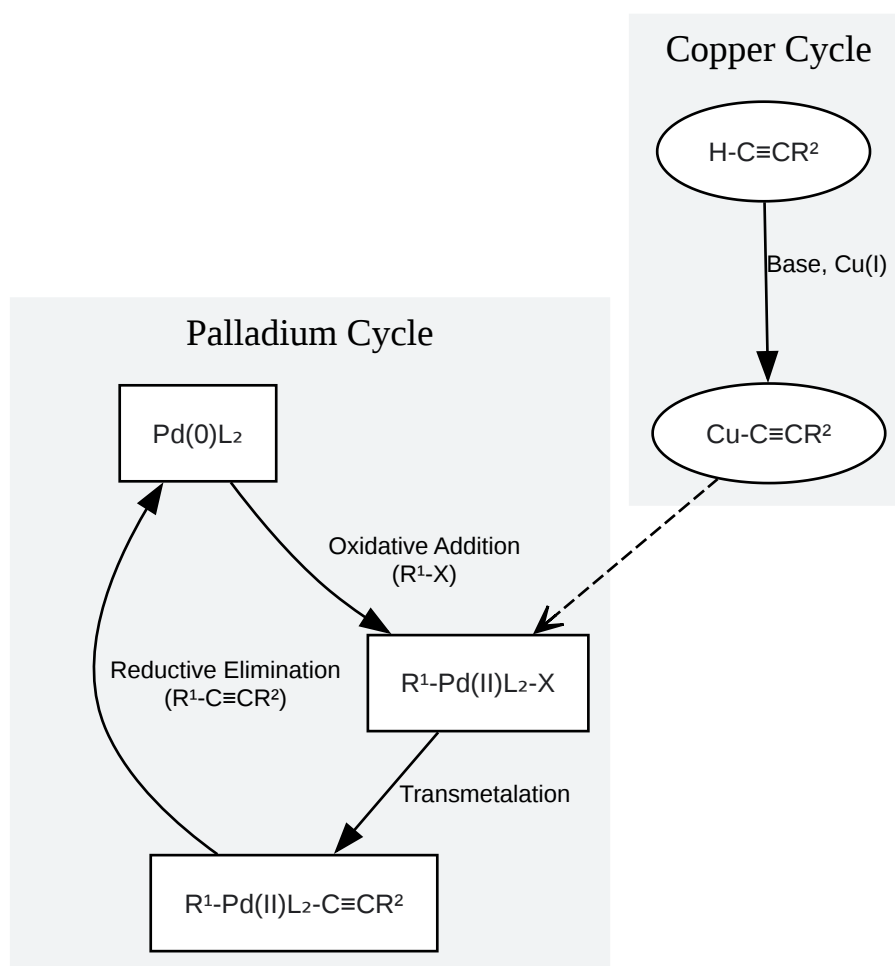 Copper Cycle
H-C≡CR²
Base, Cu(I)
Cu-C≡CR²
Palladium Cycle
Pd(0)L₂
Oxidative Addition
(R¹-X)
R¹-Pd(II)L₂-X
Reductive Elimination
(R¹-C≡CR²)
Transmetalation
R¹-Pd(II)L₂-C≡CR²